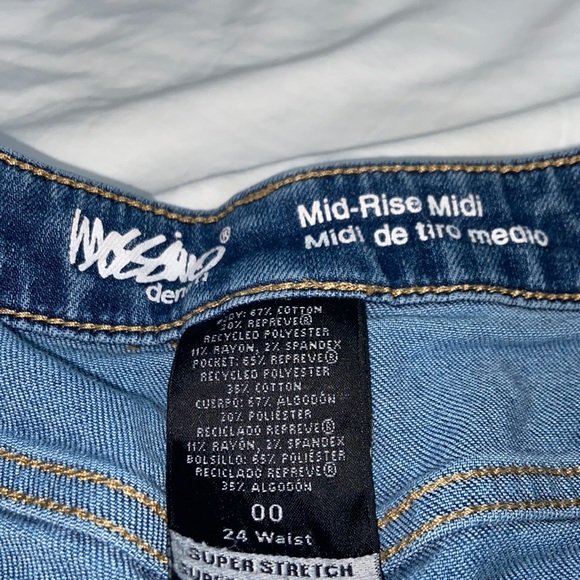 Mossimo®
denim
Mid-Rise Midi
Midi de tiro medio
67% COTTON
20% REPREVE®
RECYCLED POLYESTER
11% RAYON, 2% SPANDEX
POCKET: 65% REPREVE®
RECYCLED POLYESTER
35% COTTON
CUERPO: 67% ALGODÓN
20% POLIÉSTER
RECICLADO REPREVE®
11% RAYÓN, 2% SPANDEX
BOLSILLO: 65% POLIÉSTER
RECICLADO REPREVE®
35% ALGODÓN
00
24 Waist
SUPER STRETCH